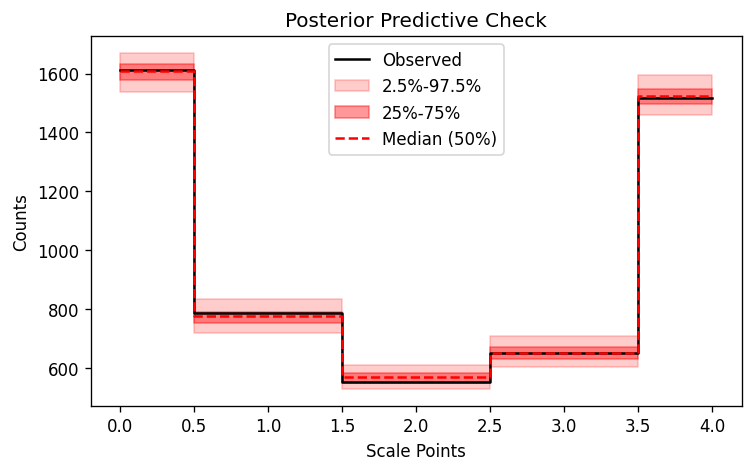 Posterior Predictive Check
Observed
2.5%-97.5%
25%-75%
Median (50%)
1600
1400
1200
1000
800
600
Counts
0.0 0.5 1.0 1.5 2.0 2.5 3.0 3.5 4.0
Scale Points